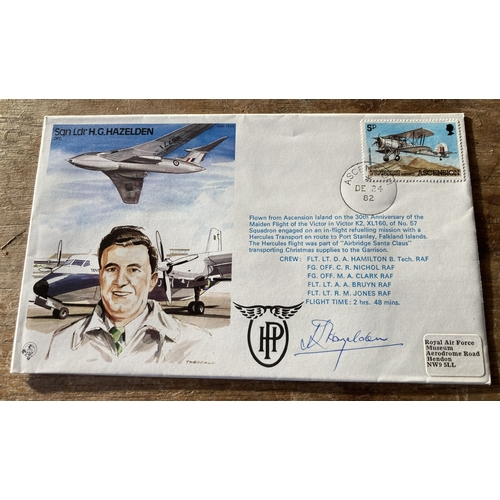 Sqn Ldr H.G. HAZELDEN
DFC
5p
ASCENSION
DE 24
82
Flown from Ascension Island on the 30th Anniversary of the
Maiden Flight of the Victor in Victor K2, XL160, of No. 57
Squadron engaged on an in-flight refuelling mission with a
Hercules Transport en route to Port Stanley, Falkland Islands.
The Hercules flight was part of "Airbridge Santa Claus"
transporting Christmas supplies to the Garrison.
CREW: FLT. LT. D. A. HAMILTON B. Tech. RAF
FG. OFF. C. R. NICHOL RAF
FG. OFF. M. A. CLARK RAF
FLT. LT. A. A. BRUYN RAF
FLT. LT. R. M. JONES RAF
FLIGHT TIME: 2 hrs. 48 mins.
HP
Hazelden
Royal Air Force
Museum
Aerodrome Road
Hendon
NW9 5LL